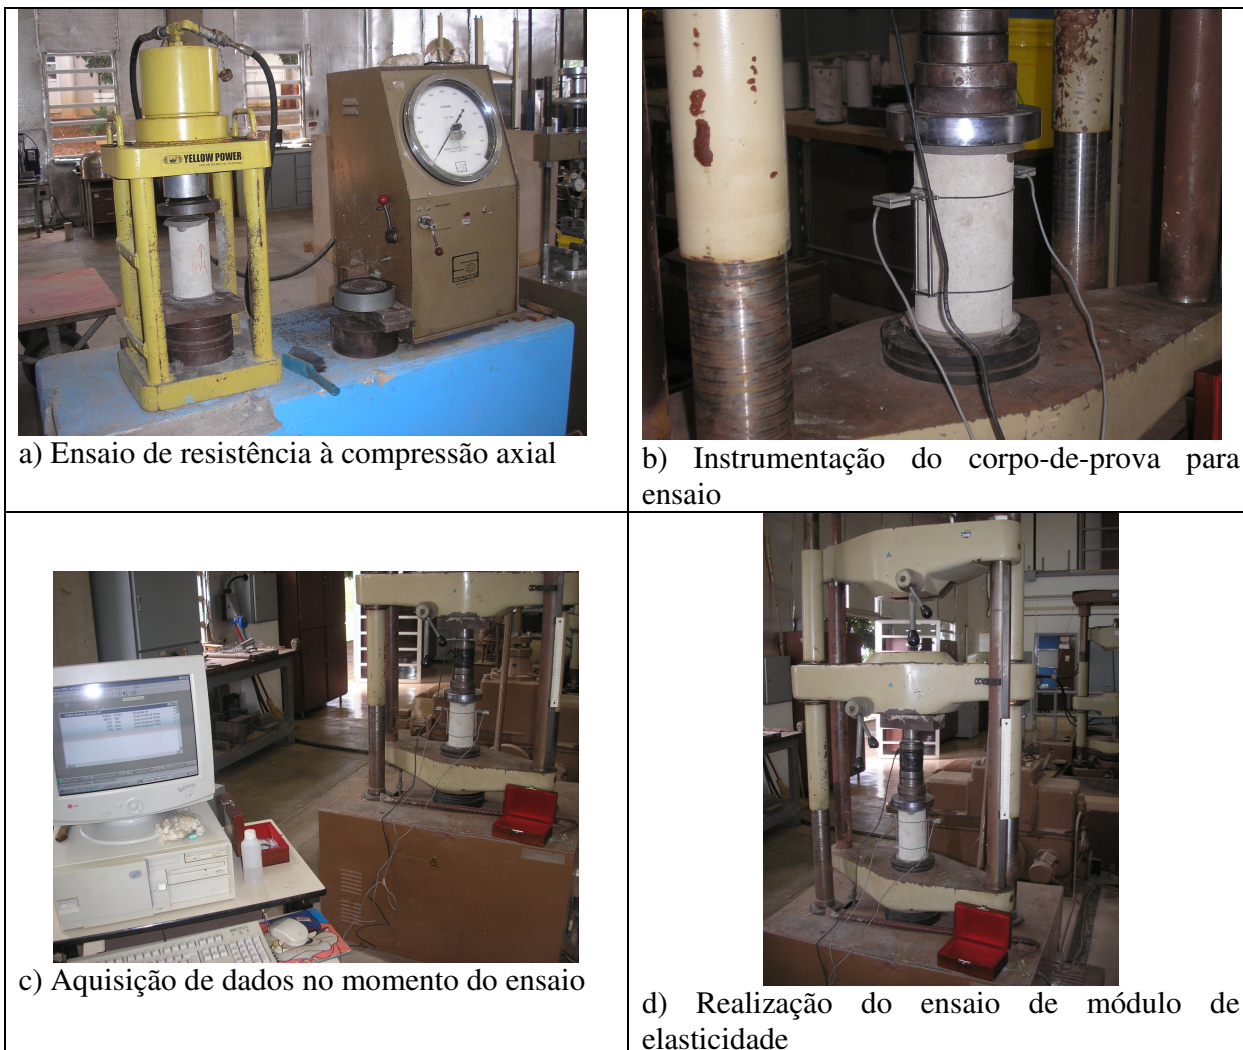 YELLOW POWER
a) Ensaio de resistência à compressão axial
b) Instrumentação do corpo-de-prova para
ensaio
c) Aquisição de dados no momento do ensaio
d) Realização do ensaio de módulo de
elasticidade